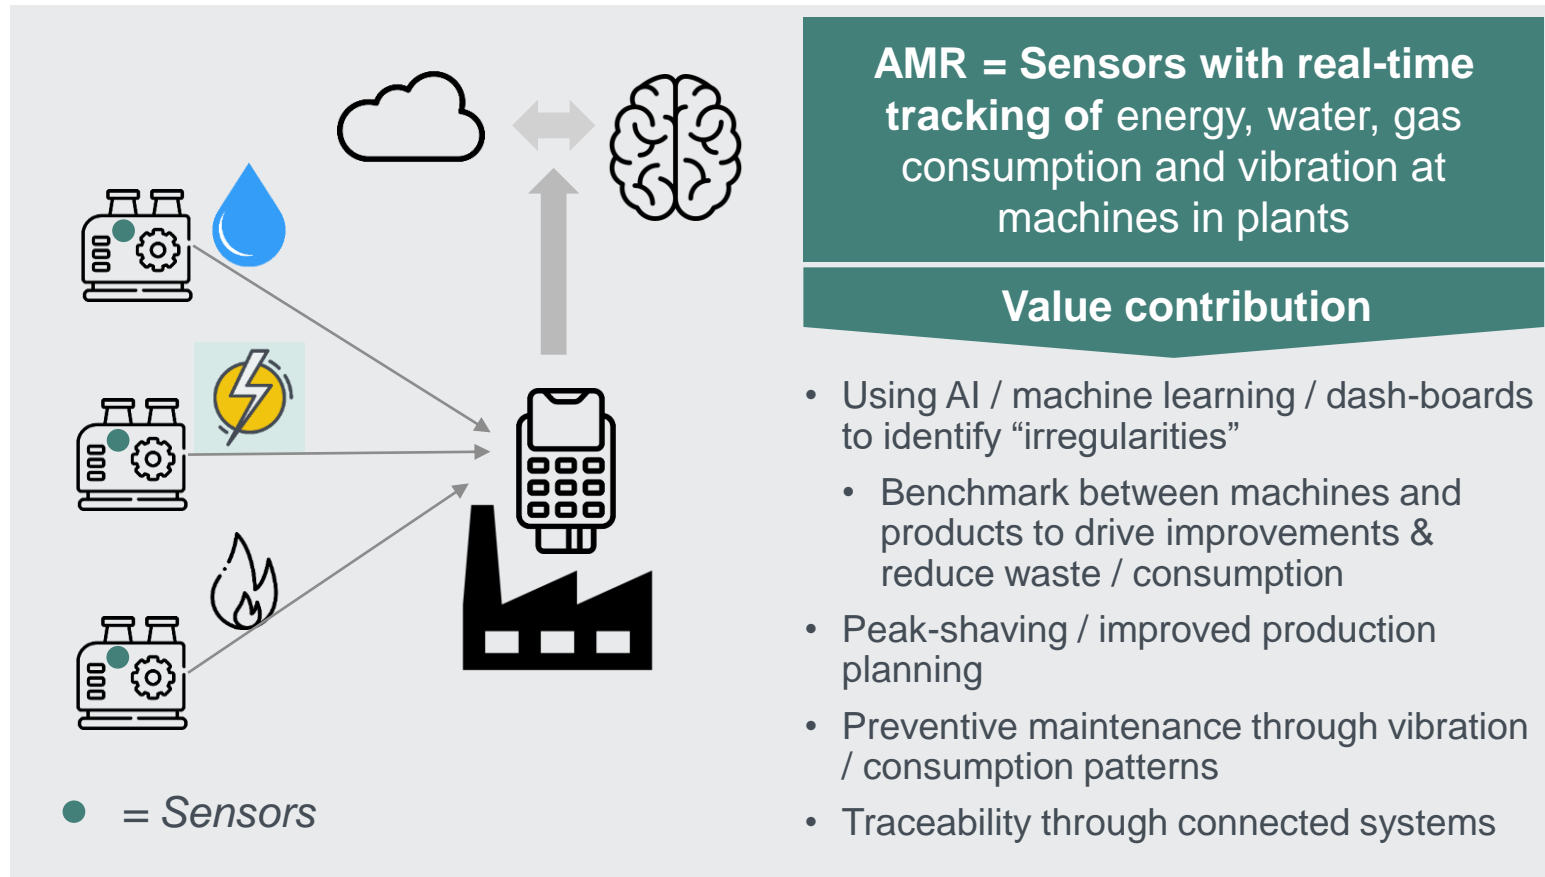 AMR = Sensors with real-time
tracking of energy, water, gas
consumption and vibration at
machines in plants
Value contribution
• Using AI / machine learning / dash-boards
to identify “irregularities”
• Benchmark between machines and
products to drive improvements &
reduce waste / consumption
• Peak-shaving / improved production
planning
• Preventive maintenance through vibration
/ consumption patterns
• Traceability through connected systems
= Sensors